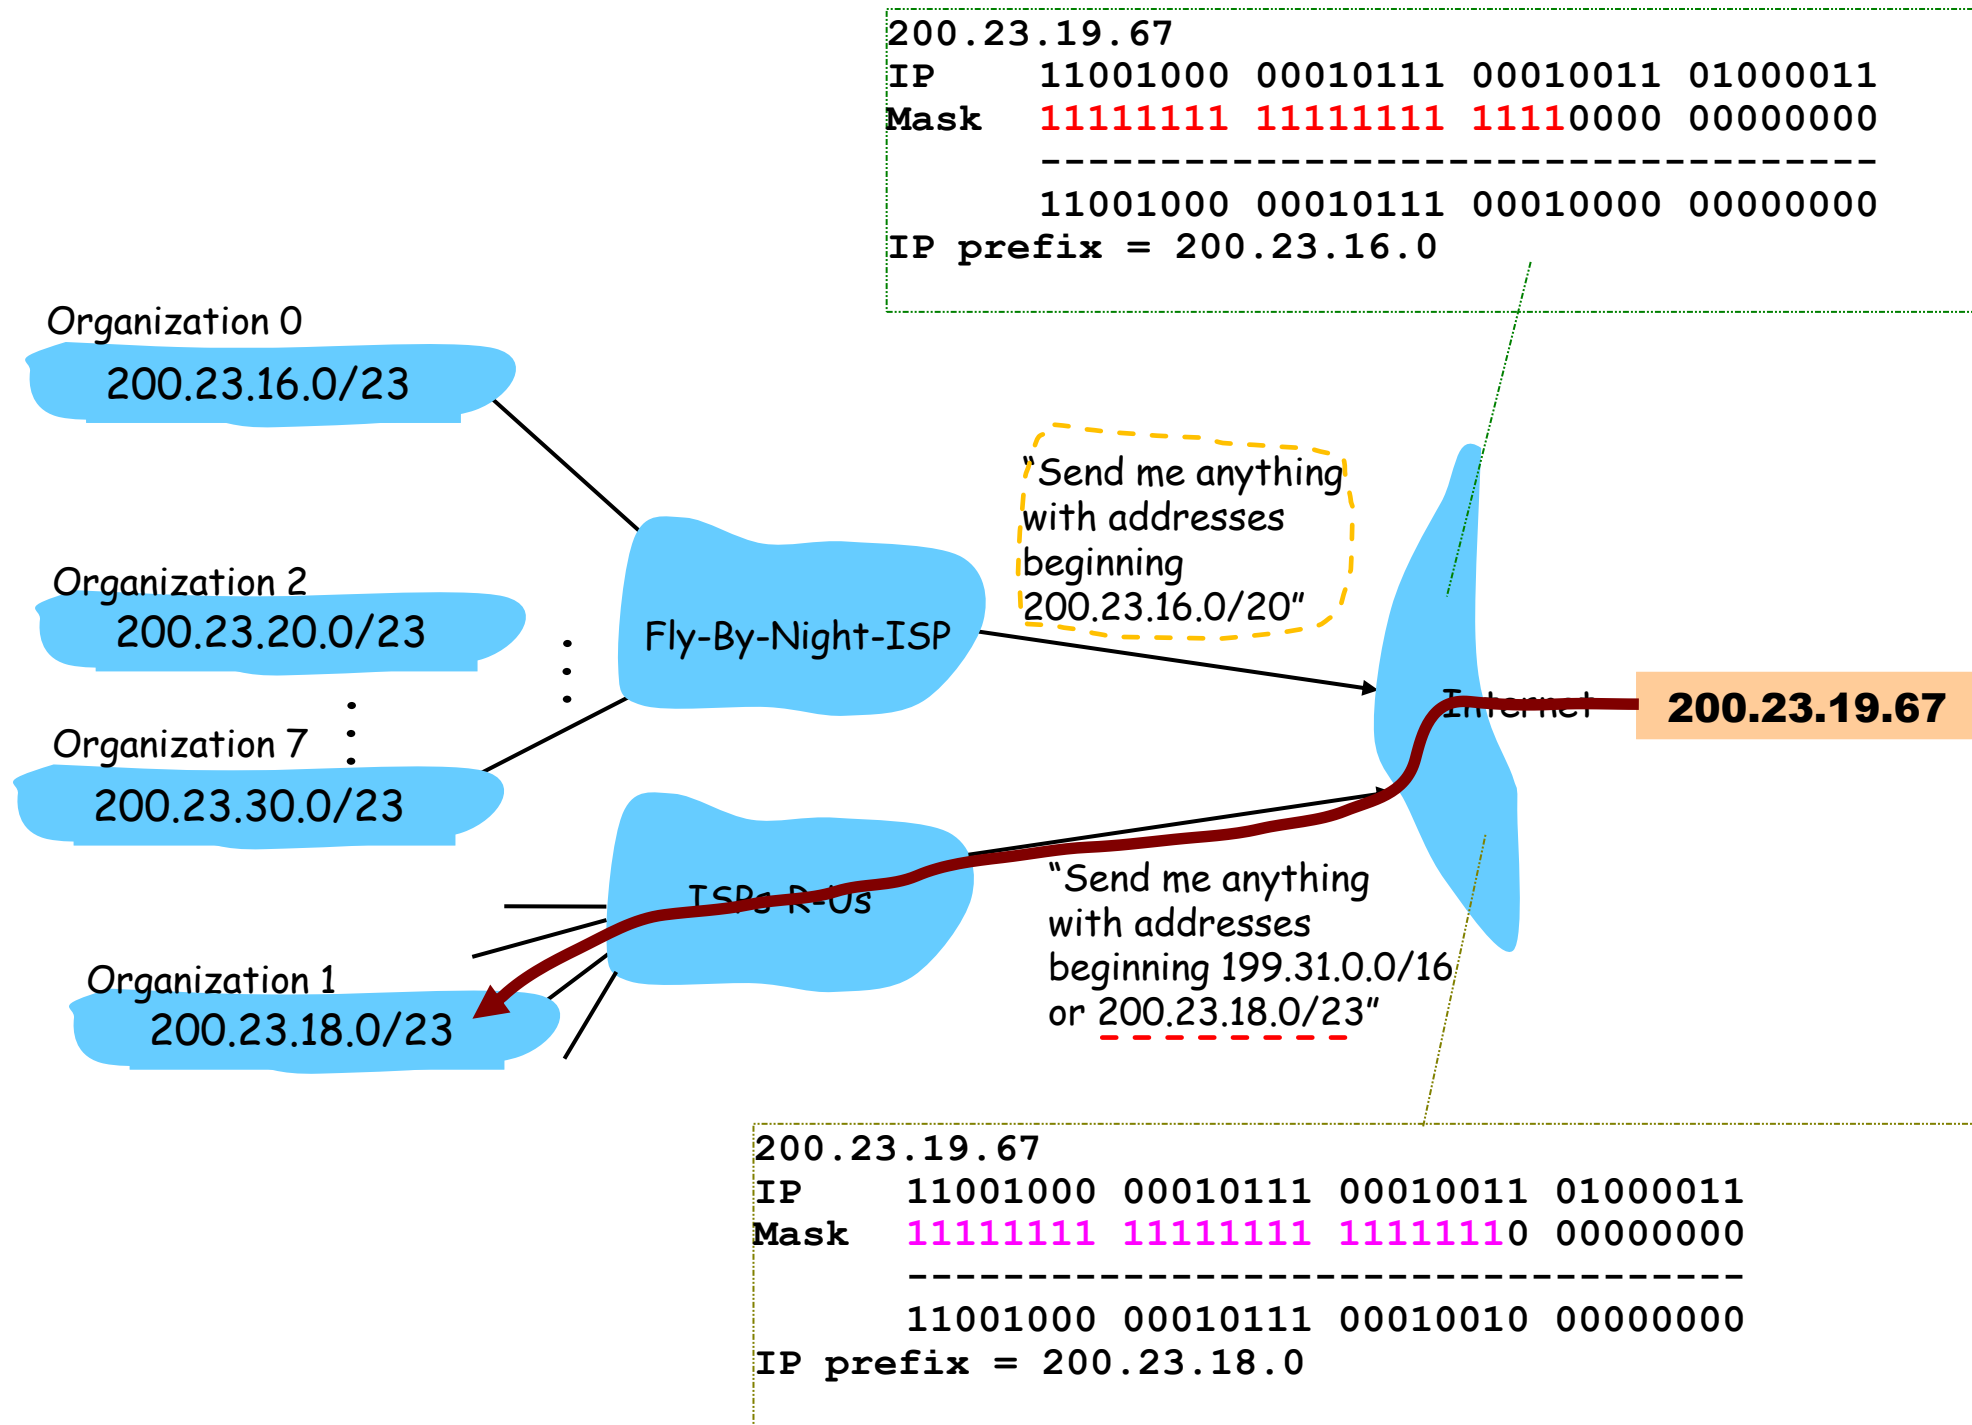 200.23.19.67
IP 11001000 00010111 00010011 01000011
Mask 11111111 11111111 11110000 00000000
-----------------------------------
11001000 00010111 00010000 00000000
IP prefix = 200.23.16.0
Organization 0
200.23.16.0/23
"Send me anything
with addresses
beginning
200.23.16.0/20"
Organization 2
200.23.20.0/23
Fly-By-Night-ISP
Internet
200.23.19.67
Organization 7
200.23.30.0/23
ISPs-R-Us
"Send me anything
with addresses
beginning 199.31.0.0/16
or 200.23.18.0/23"
Organization 1
200.23.18.0/23
200.23.19.67
IP 11001000 00010111 00010011 01000011
Mask 11111111 11111111 11111110 00000000
-----------------------------------
11001000 00010111 00010010 00000000
IP prefix = 200.23.18.0